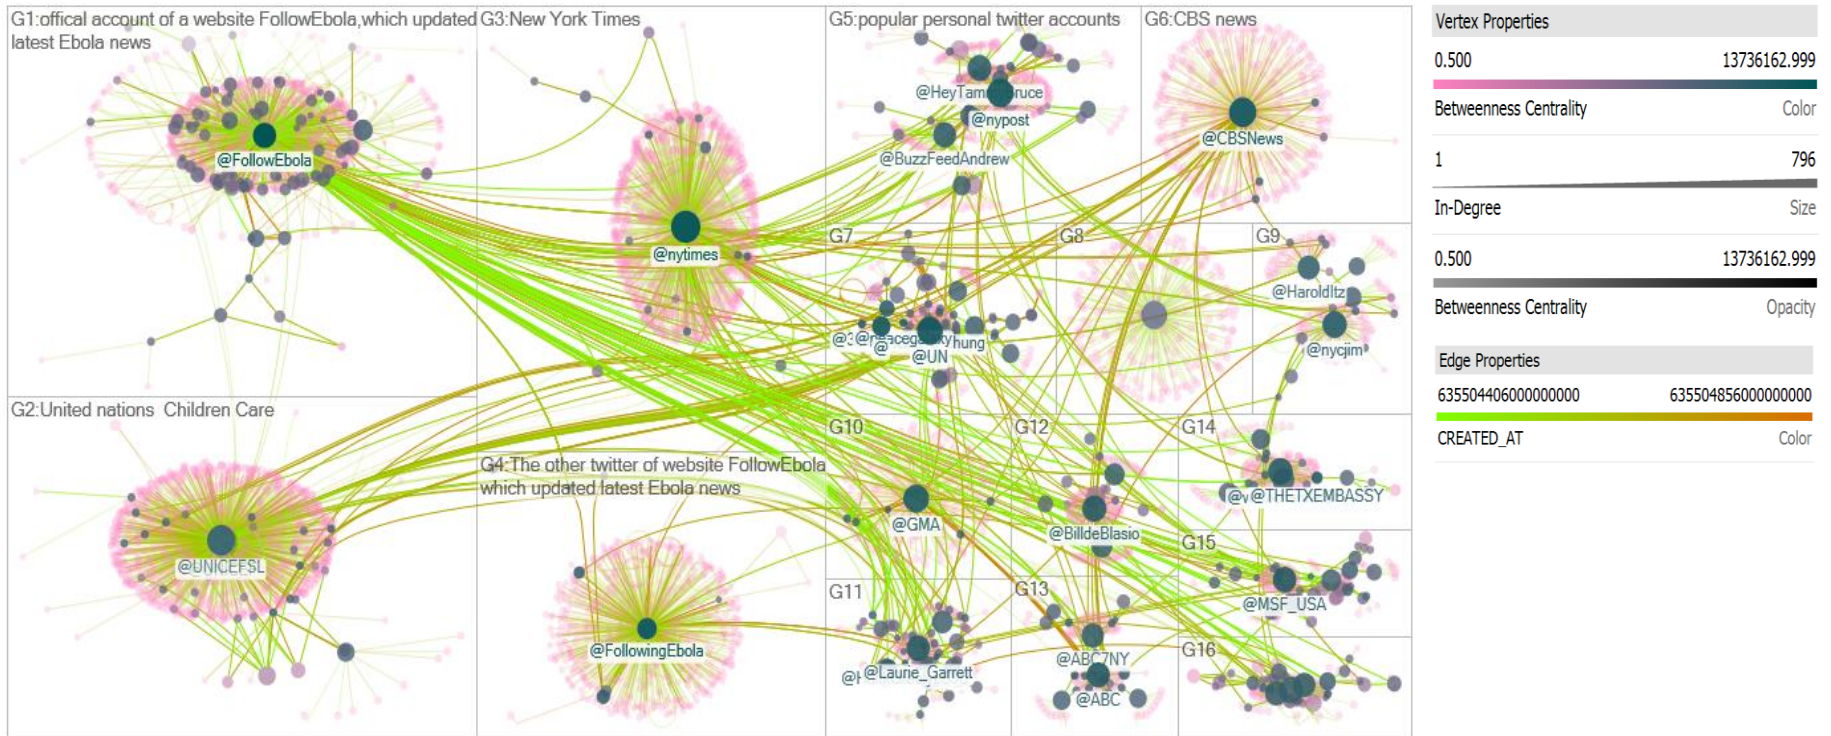 G1:offical account of a website FollowEbola,which updated
latest Ebola news
@FollowEbola
G2:United nations Children Care
@UNICEFSL
G3:New York Times
@nytimes
G4:The other twitter of website FollowEbola
which updated latest Ebola news
@FollowingEbola
G5:popular personal twitter accounts
@nypost
@BuzzFeedAndrew
G6:CBS news
@CBSNews
G7
@UN
G8
G9
@HaroldItz
@nycjim
G10
@GMA
G11
@Laurie_Garrett
G12
@BilldeBlasio
G13
@ABC7NY
@ABC
G14
@THETXEMBASSY
G15
@MSF_USA
G16
Vertex Properties
0.500 13736162.999
Betweenness Centrality Color
1 796
In-Degree Size
0.500 13736162.999
Betweenness Centrality Opacity
Edge Properties
635504406000000000 635504856000000000
CREATED_AT Color